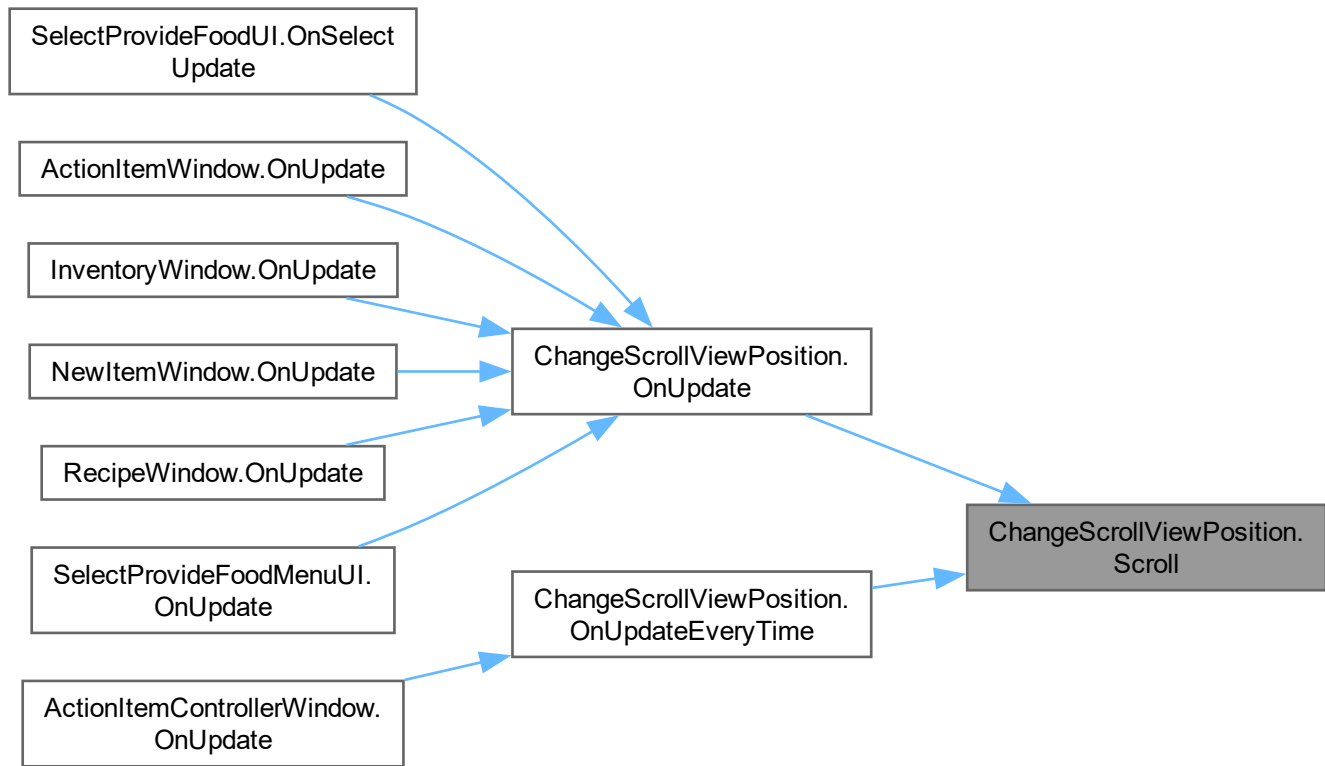 SelectProvideFoodUI.OnSelect
Update
ActionItemWindow.OnUpdate
InventoryWindow.OnUpdate
NewItemWindow.OnUpdate
RecipeWindow.OnUpdate
SelectProvideFoodMenuUI.
OnUpdate
ActionItemControllerWindow.
OnUpdate
ChangeScrollViewPosition.
OnUpdate
ChangeScrollViewPosition.
OnUpdateEveryTime
ChangeScrollViewPosition.
Scroll